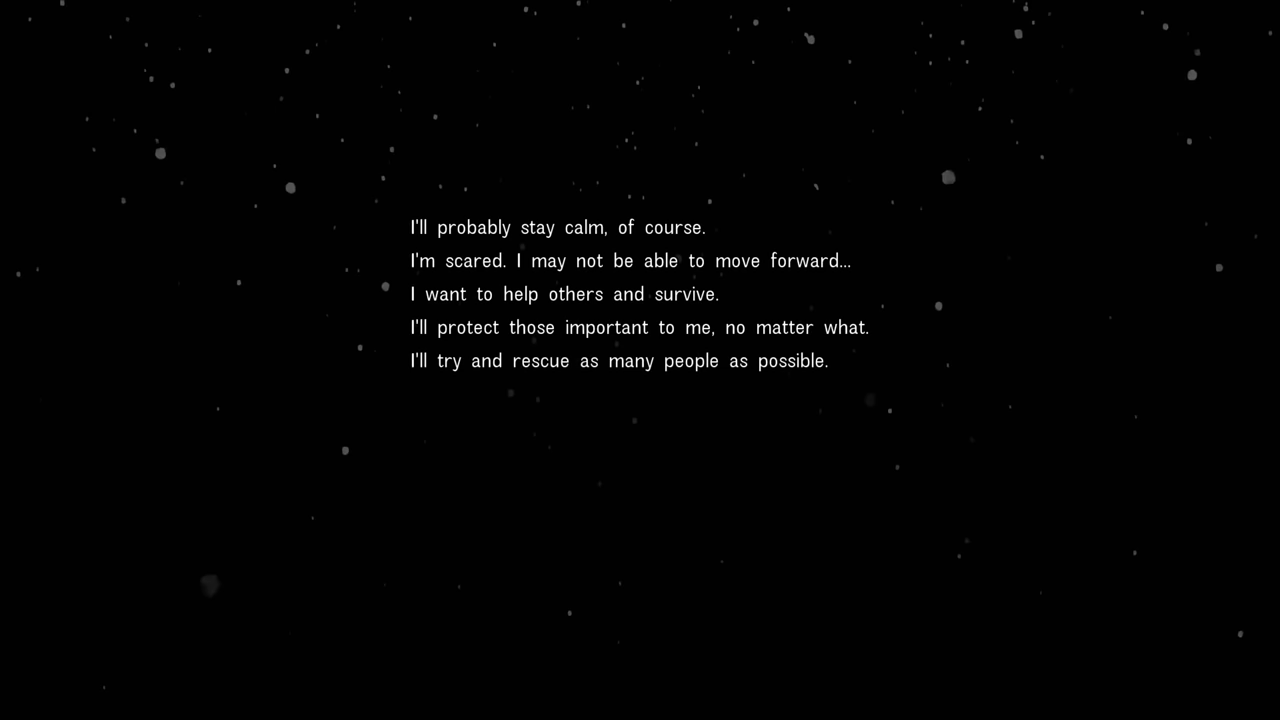 I'll probably stay calm, of course.
I'm scared. I may not be able to move forward...
I want to help others and survive.
I'll protect those important to me, no matter what.
I'll try and rescue as many people as possible.